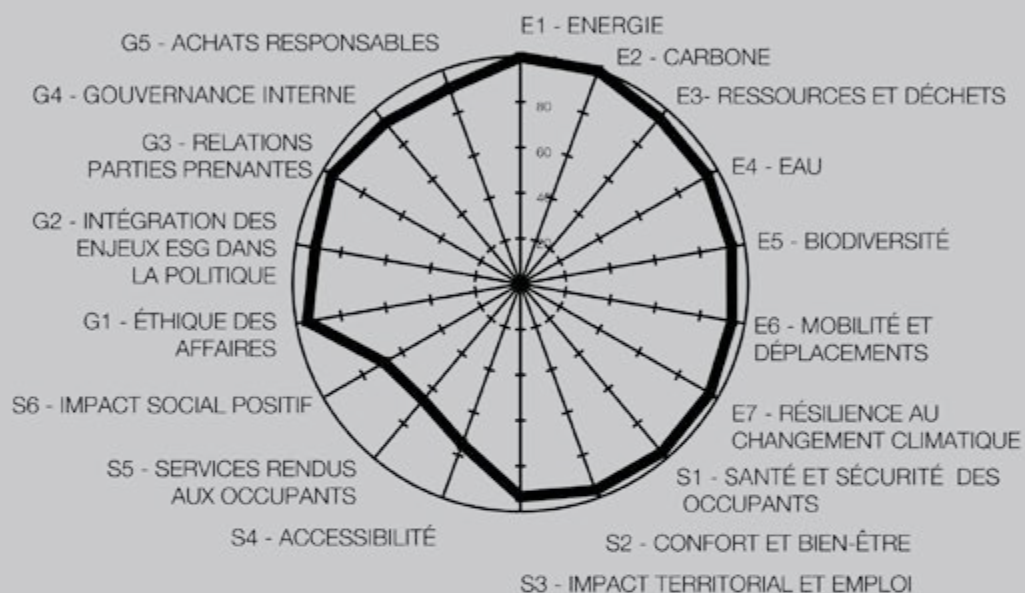 E1 - ENERGIE
E2 - CARBONE
E3- RESSOURCES ET DÉCHETS
E4 - EAU
E5 - BIODIVERSITÉ
E6 - MOBILITÉ ET
DÉPLACEMENTS
E7 - RÉSILIENCE AU
CHANGEMENT CLIMATIQUE
S1 - SANTÉ ET SÉCURITÉ DES
OCCUPANTS
S2 - CONFORT ET BIEN-ÊTRE
S3 - IMPACT TERRITORIAL ET EMPLOI
S4 - ACCESSIBILITÉ
S5 - SERVICES RENDUS
AUX OCCUPANTS
S6 - IMPACT SOCIAL POSITIF
G1 - ÉTHIQUE DES
AFFAIRES
G2 - INTÉGRATION DES
ENJEUX ESG DANS
LA POLITIQUE
G3 - RELATIONS
PARTIES PRENANTES
G4 - GOUVERNANCE INTERNE
G5 - ACHATS RESPONSABLES
80
60
40
20